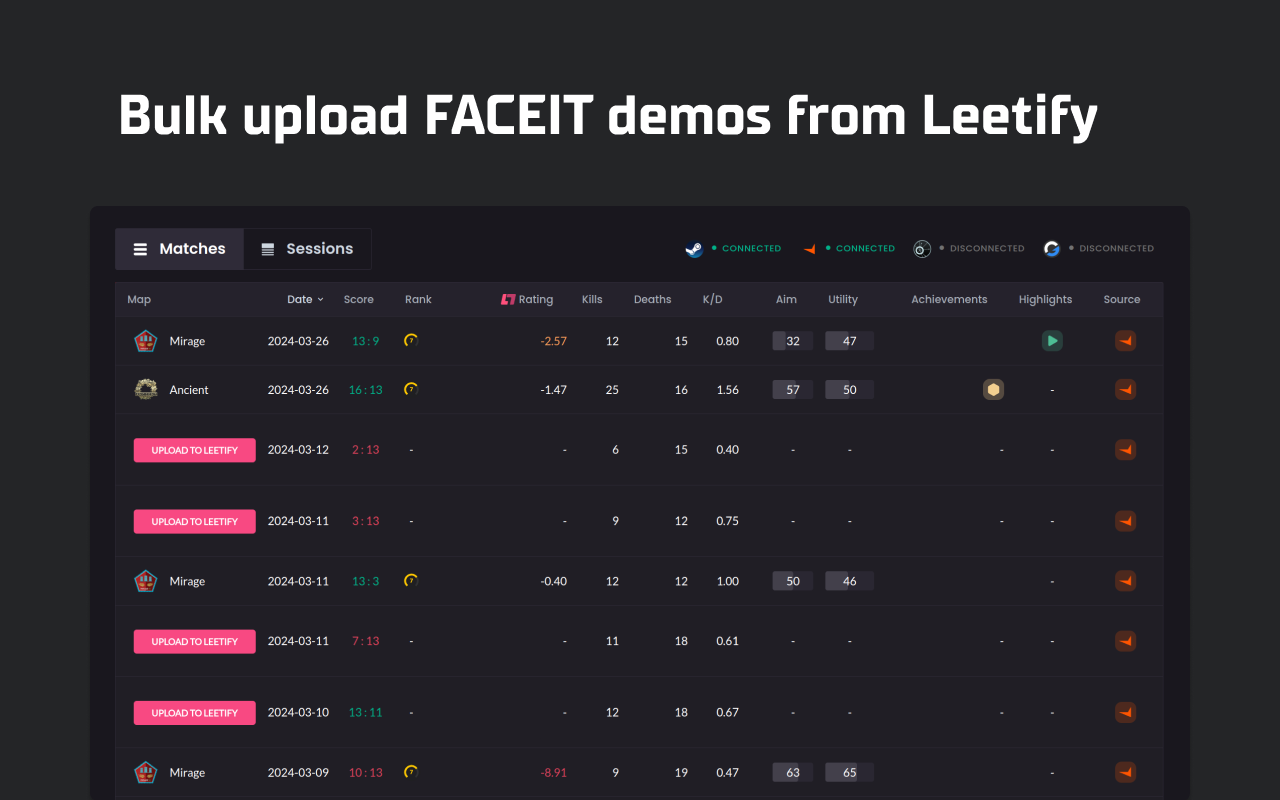 Bulk upload FACEIT demos from Leetify
Matches Sessions CONNECTED CONNECTED DISCONNECTED DISCONNECTED
Map Date Score Rank Rating Kills Deaths K/D Aim Utility Achievements Highlights Source
Mirage 2024-03-26 13 : 9 7 -2.57 12 15 0.80 32 47
Ancient 2024-03-26 16 : 13 7 -1.47 25 16 1.56 57 50 -
UPLOAD TO LEETIFY 2024-03-12 2 : 13 - - 6 15 0.40 - - - -
UPLOAD TO LEETIFY 2024-03-11 3 : 13 - - 9 12 0.75 - - - -
Mirage 2024-03-11 13 : 3 7 -0.40 12 12 1.00 50 46 -
UPLOAD TO LEETIFY 2024-03-11 7 : 13 - - 11 18 0.61 - - - -
UPLOAD TO LEETIFY 2024-03-10 13 : 11 - - 12 18 0.67 - - - -
Mirage 2024-03-09 10 : 13 7 -8.91 9 19 0.47 63 65 -